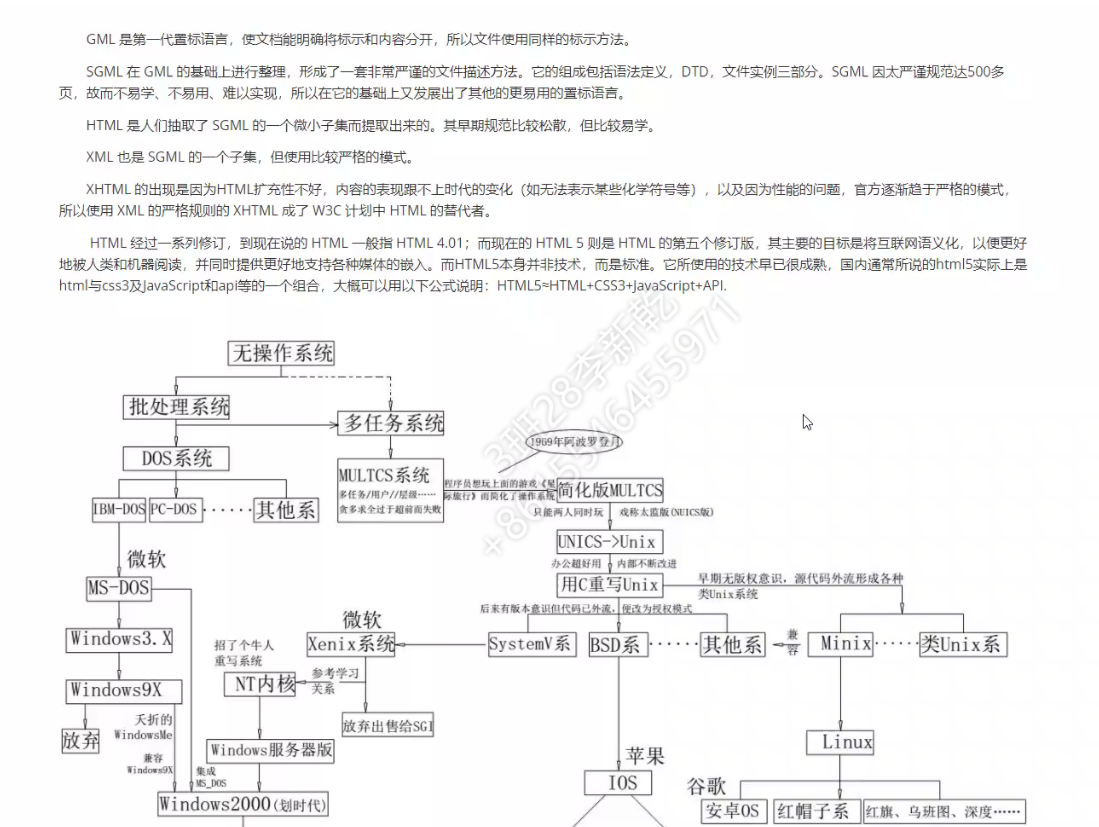 GML 是第一代置标语言，使文档能明确将标示和内容分开，所以文件使用同样的标示方法。
SGML 在 GML 的基础上进行整理，形成了一套非常严谨的文件描述方法。它的组成包括语法定义，DTD，文件实例三部分。SGML 因太严谨规范达500多
页，故而不易学、不易用、难以实现，所以在它的基础上又发展出了其他的更易用的置标语言。
HTML 是人们抽取了 SGML 的一个微小子集而提取出来的。其早期规范比较松散，但比较易学。
XML 也是 SGML 的一个子集，但使用比较严格的模式。
XHTML 的出现是因为HTML扩充性不好，内容的表现跟不上时代的变化（如无法表示某些化学符号等），以及因为性能的问题，官方逐渐趋于严格的模式，
所以使用 XML 的严格规则的 XHTML 成了 W3C 计划中 HTML 的替代者。
HTML 经过一系列修订，到现在说的 HTML 一般指 HTML 4.01；而现在的 HTML 5 则是 HTML 的第五个修订版，其主要的目标是将互联网语义化，以便更好
地被人类和机器阅读，并同时提供更好地支持各种媒体的嵌入。而HTML5本身并非技术，而是标准。它所使用的技术早已很成熟，国内通常所说的html5实际上是
html与css3及JavaScript和api等的一个组合，大概可以用以下公式说明：HTML5≈HTML+CSS3+JavaScript+API.
3班28李新乾
+8615554645597​1
无操作系统
批处理系统
多任务系统
1969年阿波罗登月
DOS系统
MULTCS系统
多任务/用户//层级……
贪多求全过于超前而失败
程序员想玩上面的游戏《星
际旅行》而简化了操作系统
简化版MULTCS
IBM-DOS
PC-DOS
······
其他系
只能两人同时玩
戏称太监版(NUICS版)
UNICS->Unix
微软
办公超好用
内部不断改进
MS-DOS
用C重写Unix
早期无版权意识，源代码外流形成各种
类Unix系统
后来有版本意识但代码已外流，便改为授权模式
微软
Windows3.X
招了个牛人
重写系统
Xenix系统
SystemV系
BSD系
······
其他系
兼
容
Minix
······
类Unix系
Windows9X
NT内核
参考学习
关系
夭折的
WindowsMe
放弃
放弃出售给SGI
Windows服务器版
Linux
兼容
Windows9X
集成
MS_DOS
苹果
IOS
谷歌
Windows2000(划时代)
安卓OS
红帽子系
红旗、乌班图、深度……